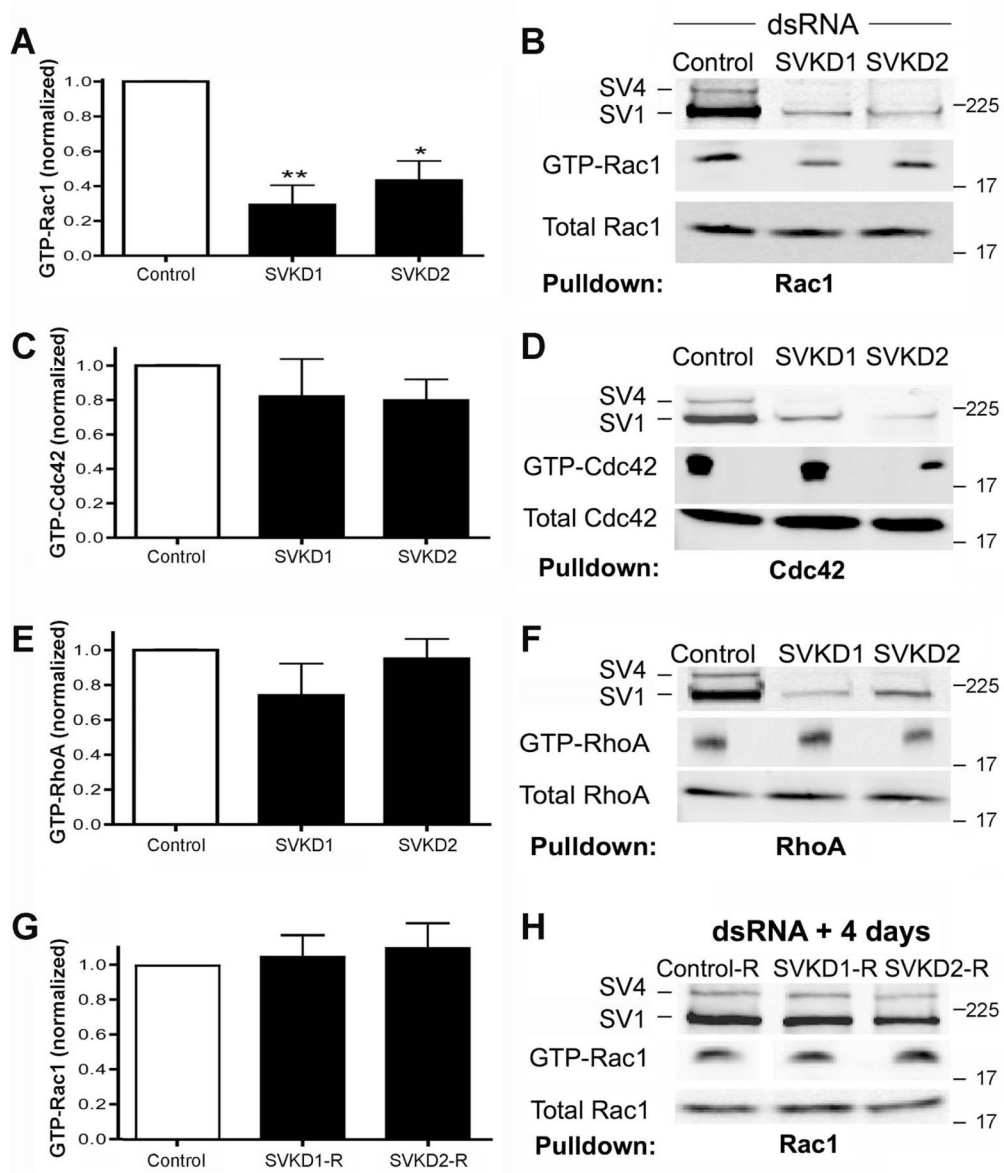 A
GTP-Rac1 (normalized)
1.0
0.8
0.6
0.4
0.2
0.0
**
*
Control SVKD1 SVKD2
B
dsRNA
Control SVKD1 SVKD2
SV4
SV1
225
GTP-Rac1
17
Total Rac1
17
Pulldown: Rac1
C
GTP-Cdc42 (normalized)
1.0
0.8
0.6
0.4
0.2
0.0
Control SVKD1 SVKD2
D
Control SVKD1 SVKD2
SV4
SV1
225
GTP-Cdc42
17
Total Cdc42
17
Pulldown: Cdc42
E
GTP-RhoA (normalized)
1.0
0.8
0.6
0.4
0.2
0.0
Control SVKD1 SVKD2
F
Control SVKD1 SVKD2
SV4
SV1
225
GTP-RhoA
17
Total RhoA
17
Pulldown: RhoA
G
GTP-Rac1 (normalized)
1.0
0.8
0.6
0.4
0.2
0.0
Control SVKD1-R SVKD2-R
H
dsRNA + 4 days
Control-R SVKD1-R SVKD2-R
SV4
SV1
225
GTP-Rac1
17
Total Rac1
17
Pulldown: Rac1